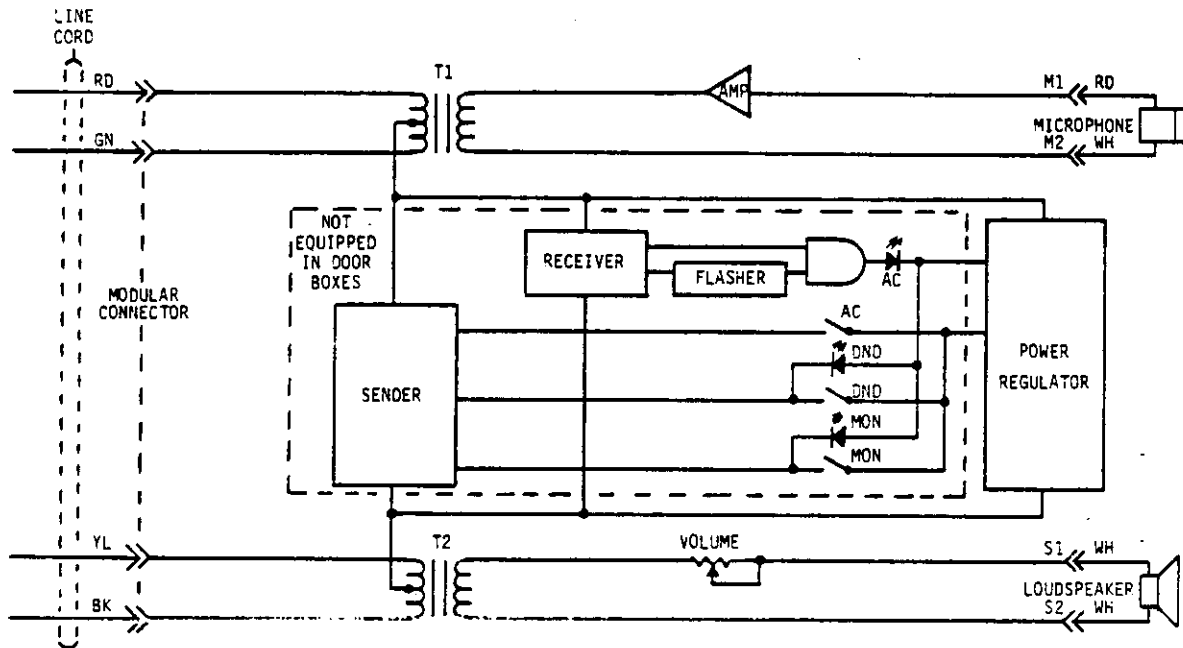 LINE
CORD
RD
T1
AMP
M1
RD
MICROPHONE
GN
M2
WH
NOT
EQUIPPED
IN DOOR
BOXES
RECEIVER
FLASHER
AC
MODULAR
CONNECTOR
AC
DND
SENDER
DND
MON
MON
POWER
REGULATOR
YL
T2
VOLUME
S1
WH
LOUDSPEAKER
BK
S2
WH